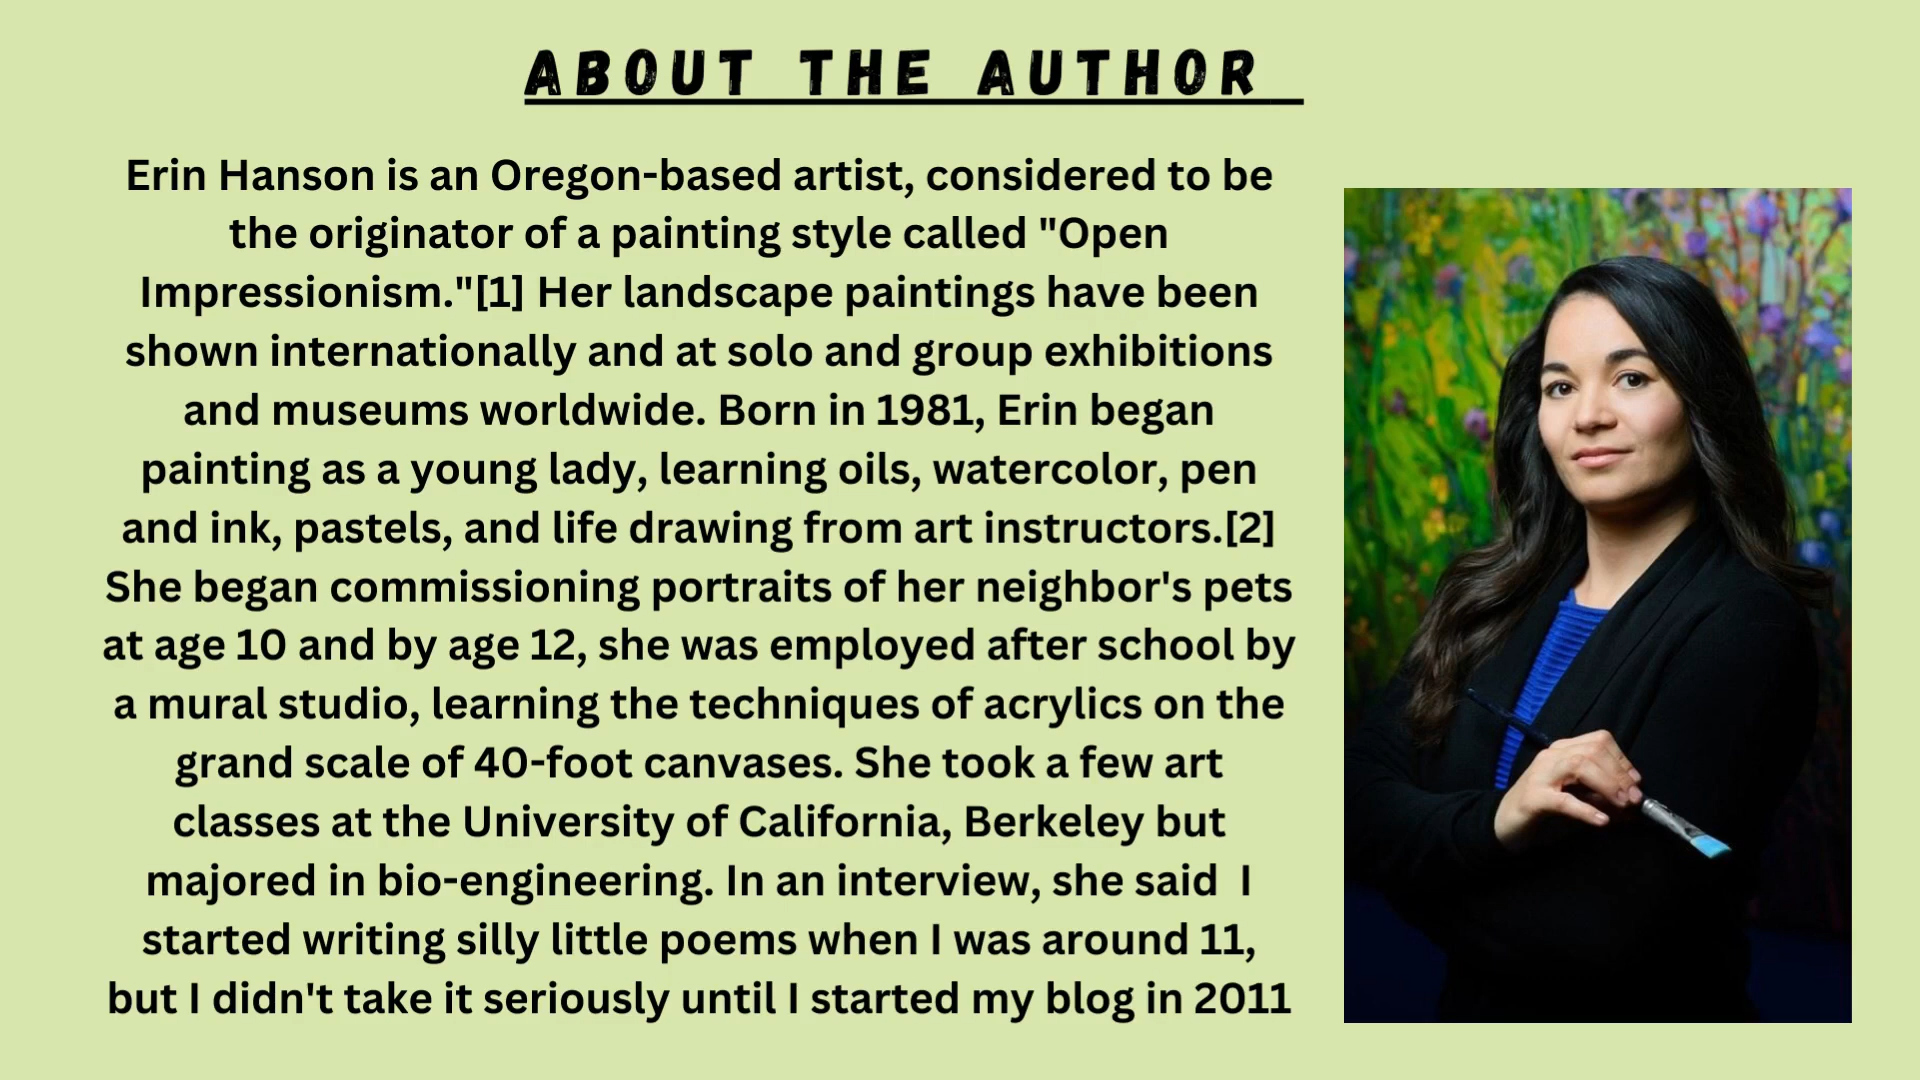 ABOUT THE AUTHOR
Erin Hanson is an Oregon-based artist, considered to be
the originator of a painting style called "Open
Impressionism."[1] Her landscape paintings have been
shown internationally and at solo and group exhibitions
and museums worldwide. Born in 1981, Erin began
painting as a young lady, learning oils, watercolor, pen
and ink, pastels, and life drawing from art instructors.[2]
She began commissioning portraits of her neighbor's pets
at age 10 and by age 12, she was employed after school by
a mural studio, learning the techniques of acrylics on the
grand scale of 40-foot canvases. She took a few art
classes at the University of California, Berkeley but
majored in bio-engineering. In an interview, she said  I
started writing silly little poems when I was around 11,
but I didn't take it seriously until I started my blog in 2011